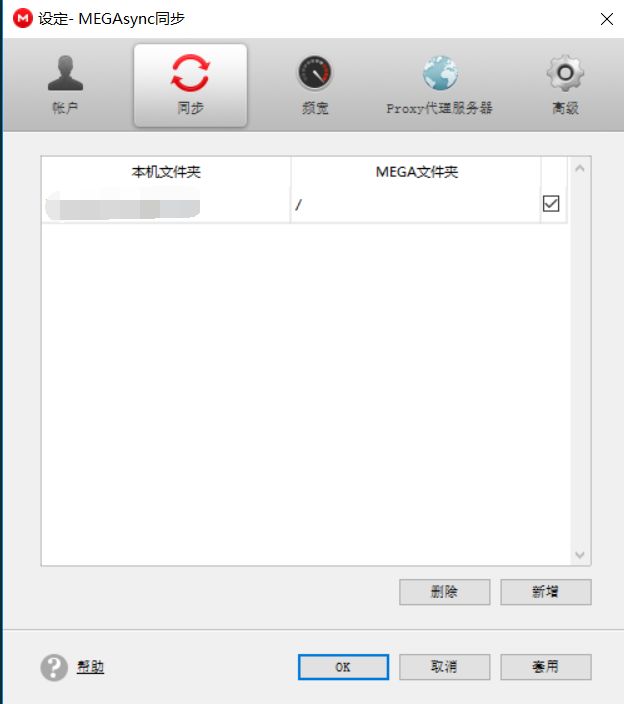 设定- MEGAsync同步
帐户
同步
频宽
Proxy代理服务器
高级
本机文件夹
MEGA文件夹
/
删除
新增
帮助
OK
取消
套用